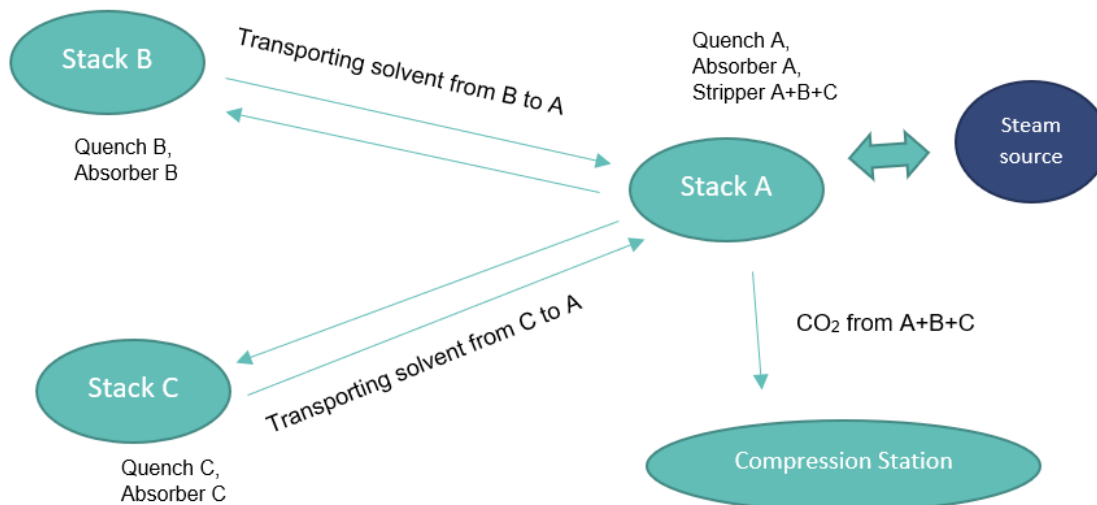 Stack B
Quench B,
Absorber B
Transporting solvent from B to A
Quench A,
Absorber A,
Stripper A+B+C
Stack A
Steam
source
Stack C
Quench C,
Absorber C
Transporting solvent from C to A
CO₂ from A+B+C
Compression Station